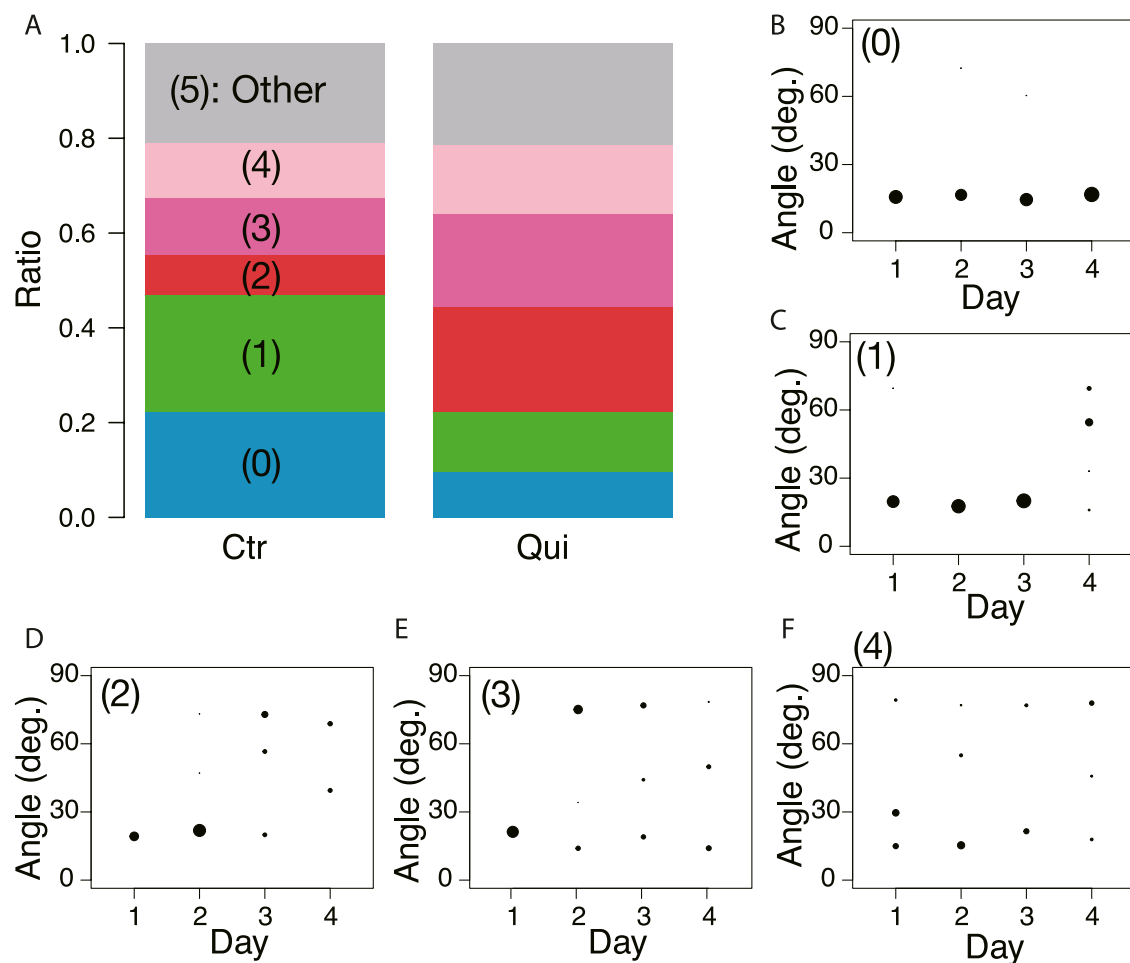 A
Ratio
1.0
0.8
0.6
0.4
0.2
0.0
(5): Other
(4)
(3)
(2)
(1)
(0)
Ctr
Qui
B
(0)
Angle (deg.)
90
60
30
0
1 2 3 4
Day
C
(1)
Angle (deg.)
90
60
30
0
1 2 3 4
Day
D
(2)
Angle (deg.)
90
60
30
0
1 2 3 4
Day
E
(3)
Angle (deg.)
90
60
30
0
1 2 3 4
Day
F
(4)
Angle (deg.)
90
60
30
0
1 2 3 4
Day